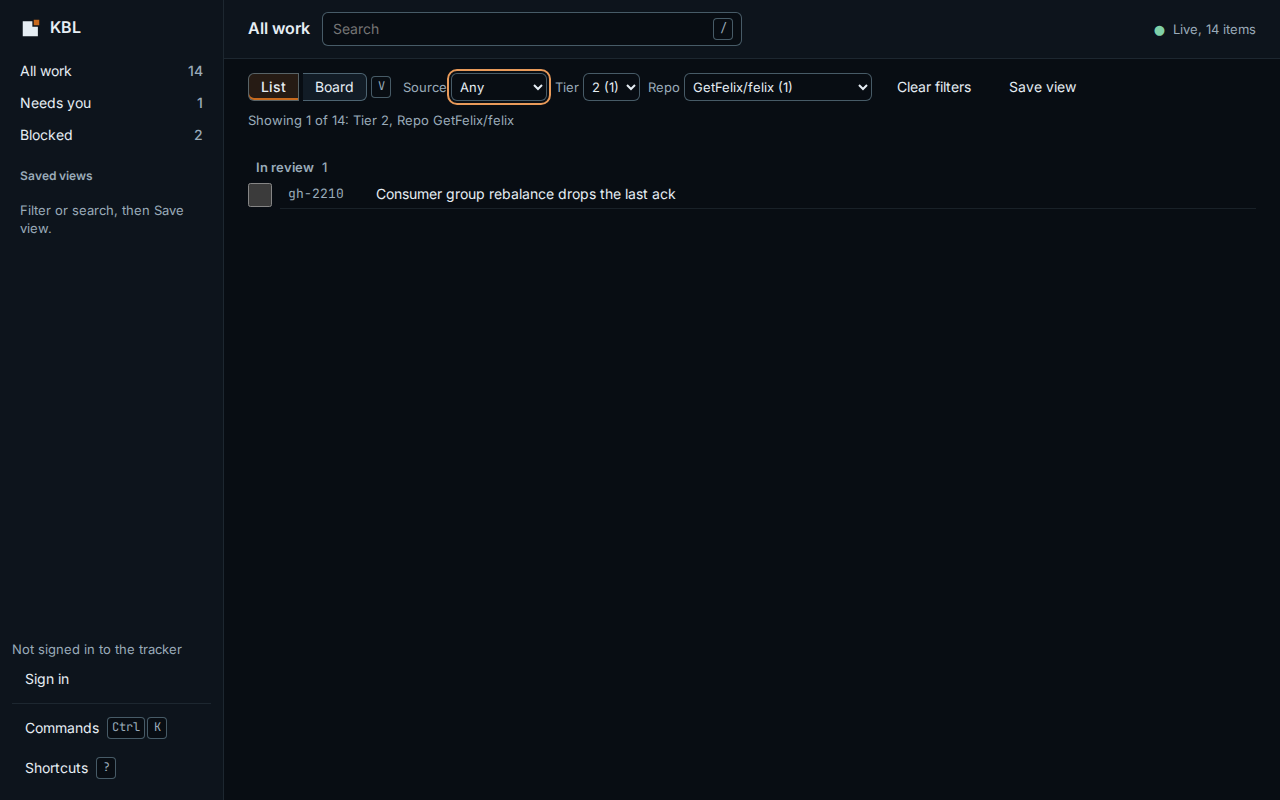 KBL
All work 14
Needs you 1
Blocked 2
Saved views
Filter or search, then Save
view.
Not signed in to the tracker
Sign in
Commands Ctrl K
Shortcuts ?
All work Search / Live, 14 items
List Board V Source Any Tier 2 (1) Repo GetFelix/felix (1) Clear filters Save view
Showing 1 of 14: Tier 2, Repo GetFelix/felix
In review 1
gh-2210 Consumer group rebalance drops the last ack